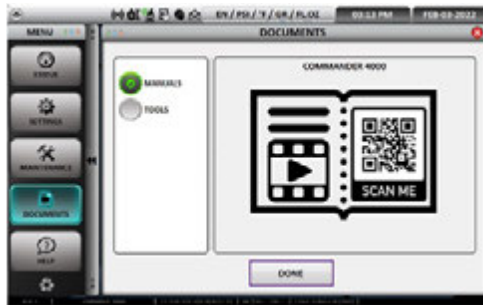 EN / PSI / °F / GR / FL.OZ
03:13 PM
FEB-03-2022
MENU
DOCUMENTS
MANUALS
TOOLS
COMMANDER 4000
SCAN ME
SETTINGS
MAINTENANCE
DOCUMENTS
HELP
DONE